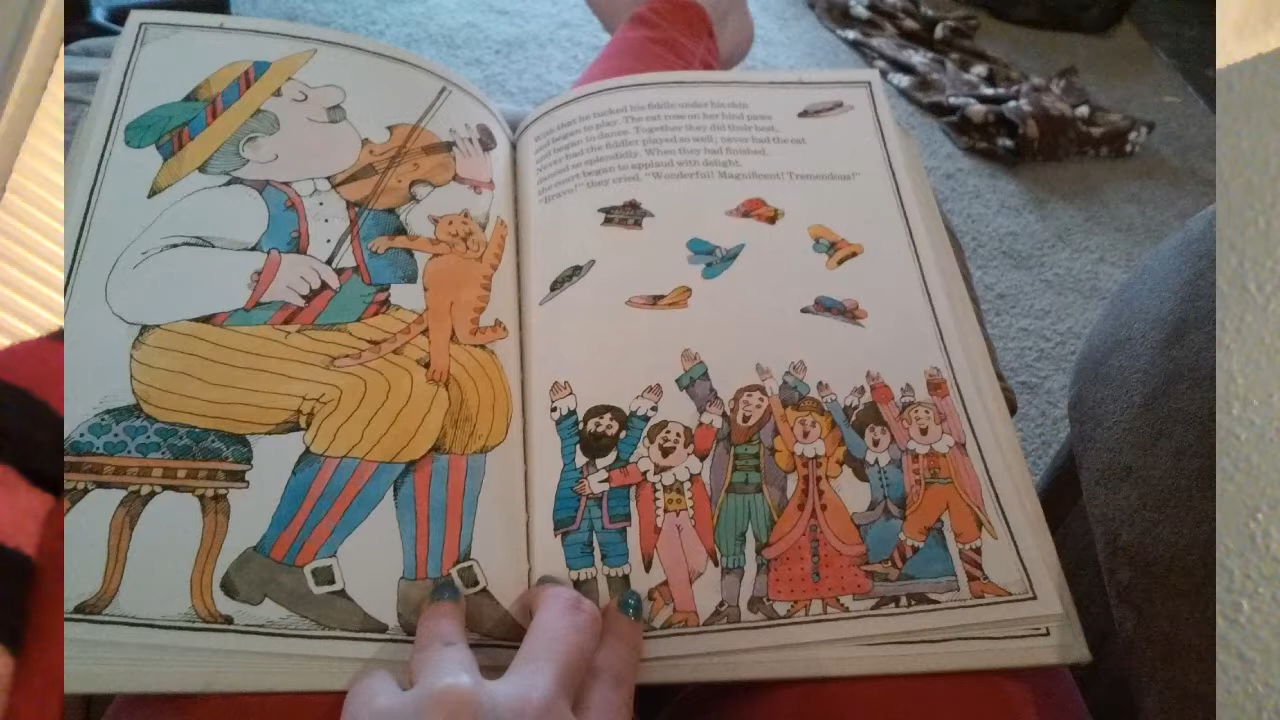 With that he tucked his fiddle under his chin
and began to play. The cat rose on her hind paws
and began to dance. Together they did their best.
Never had the fiddler played so well; never had the cat
danced so splendidly. When they had finished,
the court began to applaud with delight.
"Bravo!" they cried. "Wonderful! Magnificent! Tremendous!"